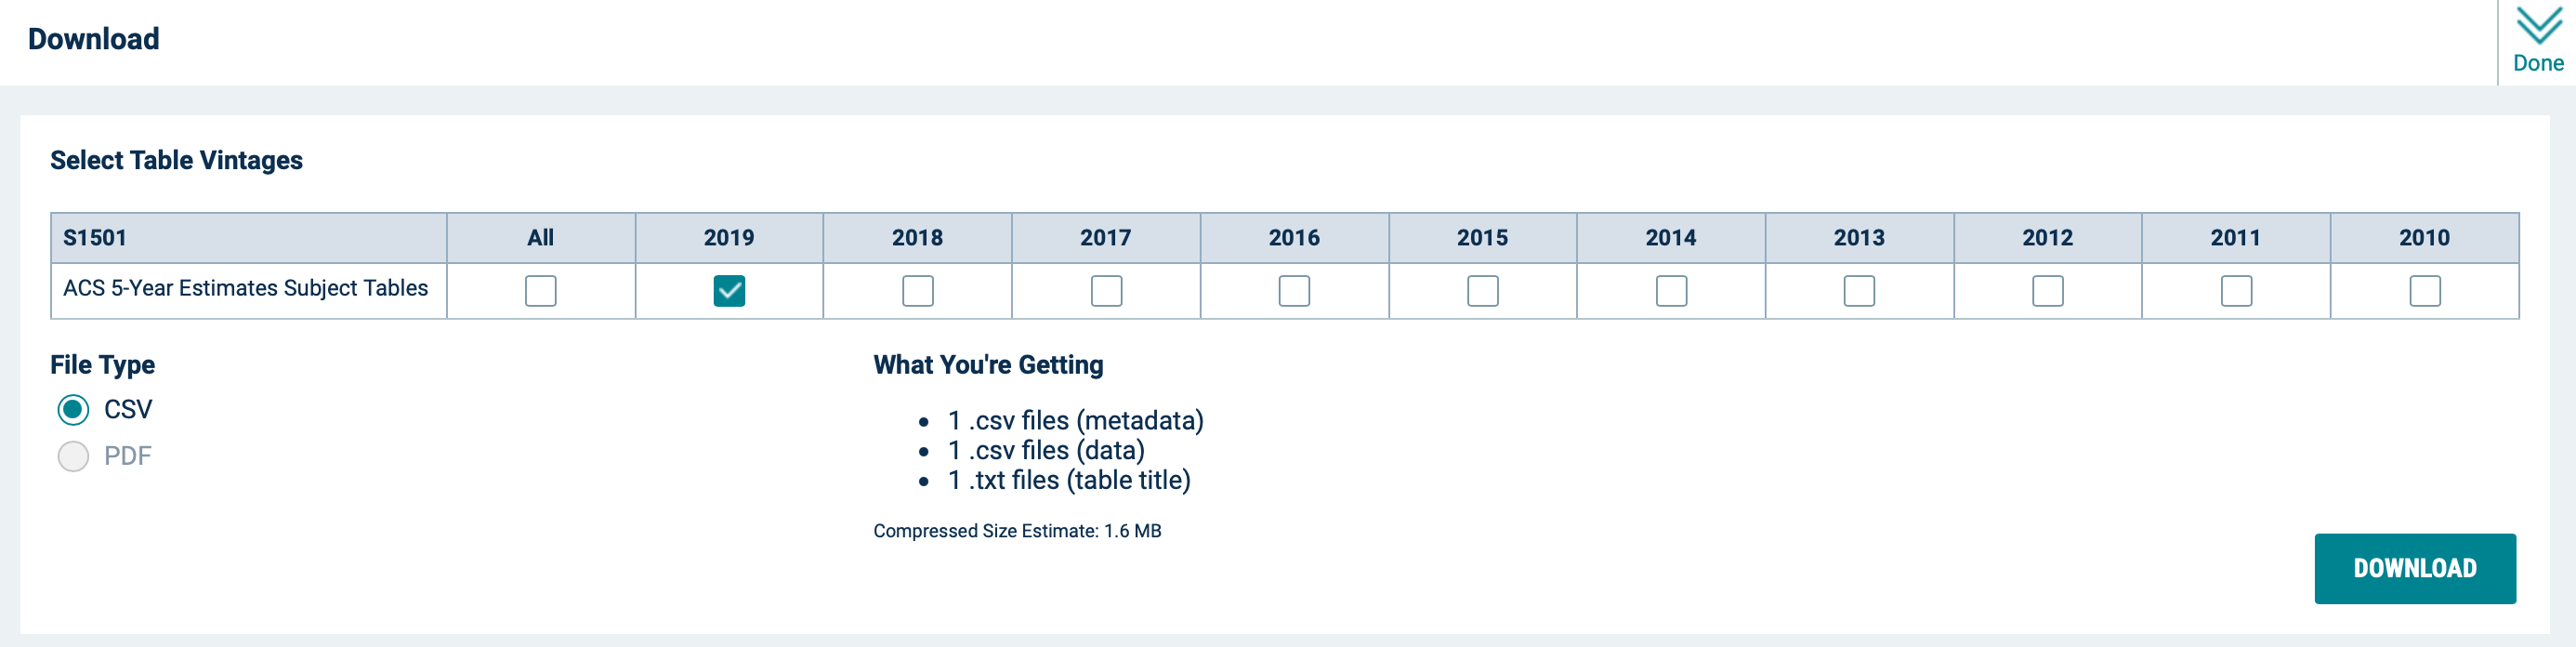 Download
Done
Select Table Vintages
S1501 All 2019 2018 2017 2016 2015 2014 2013 2012 2011 2010
ACS 5-Year Estimates Subject Tables
File Type
CSV
PDF
What You're Getting
1 .csv files (metadata)
1 .csv files (data)
1 .txt files (table title)
Compressed Size Estimate: 1.6 MB
DOWNLOAD